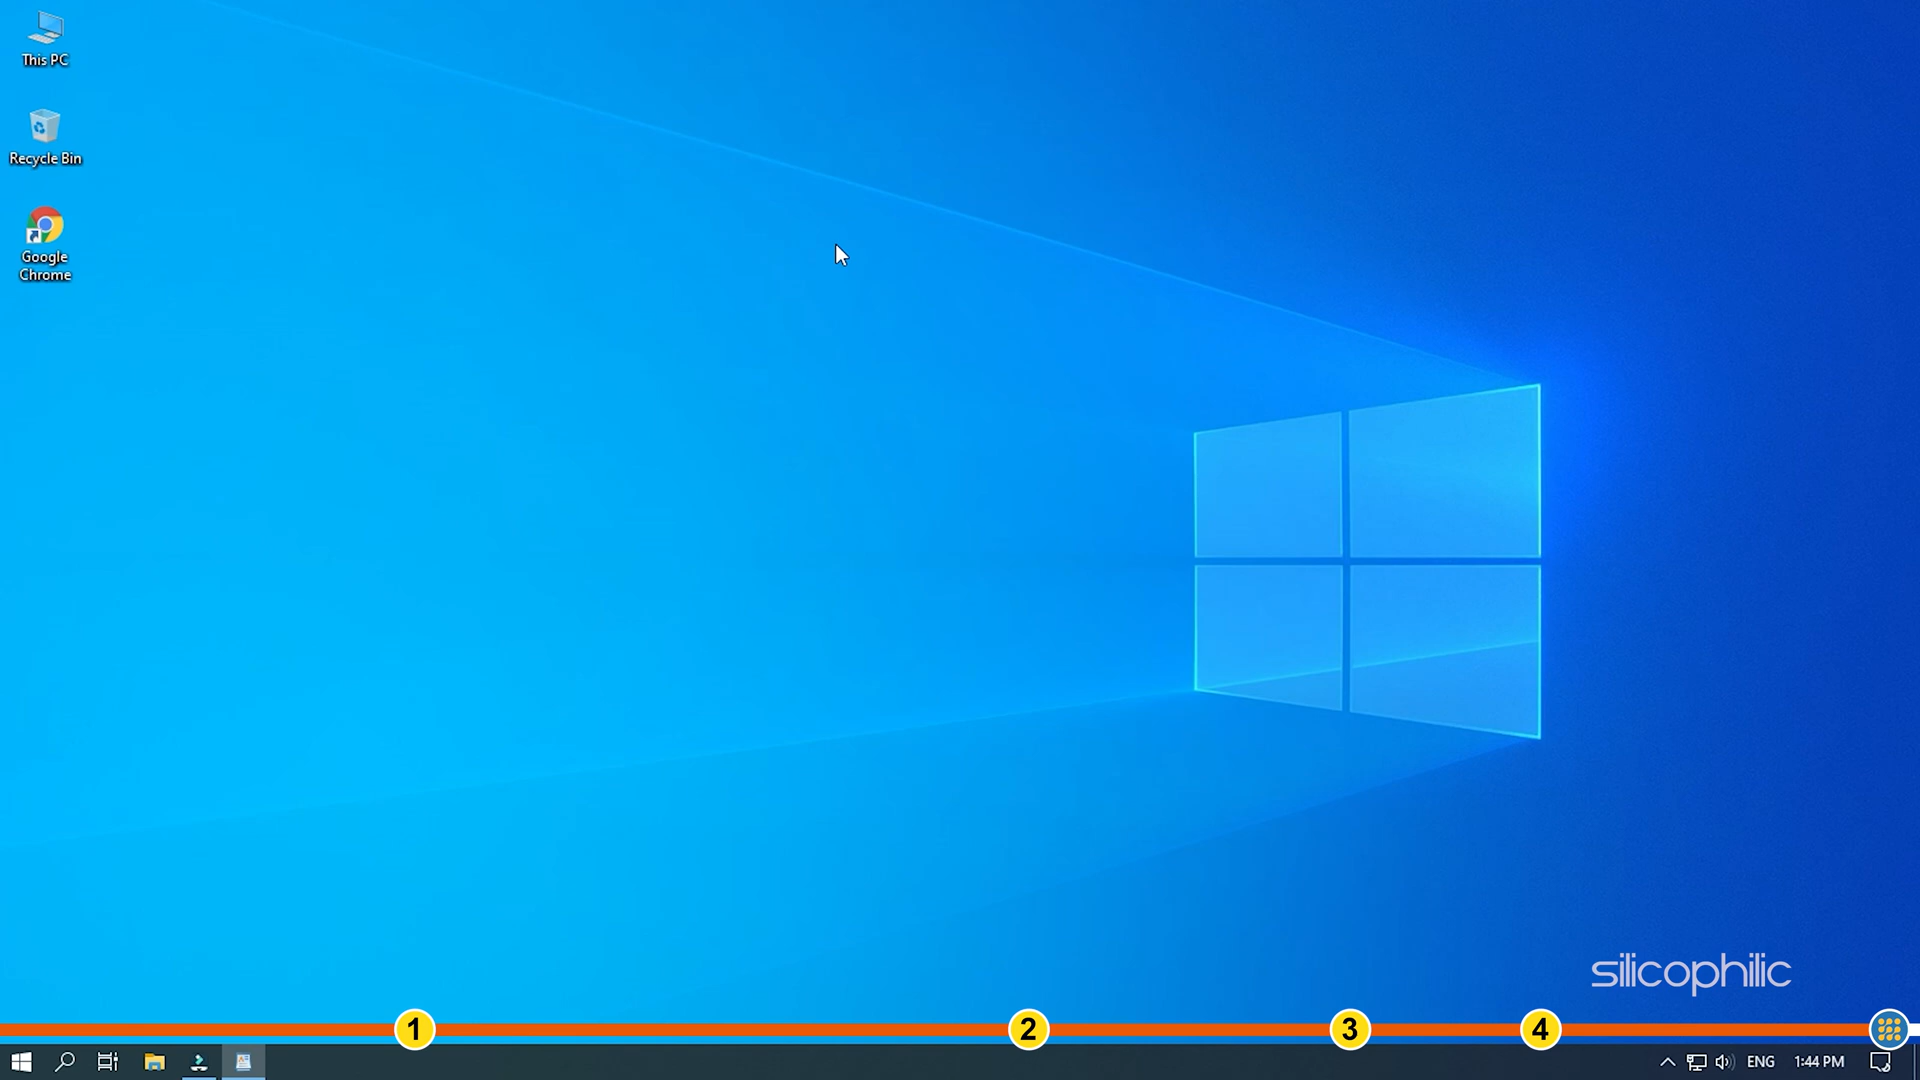 This PC
Recycle Bin
Google
Chrome
silicophilic
1 2 3 4
ENG 1:44 PM